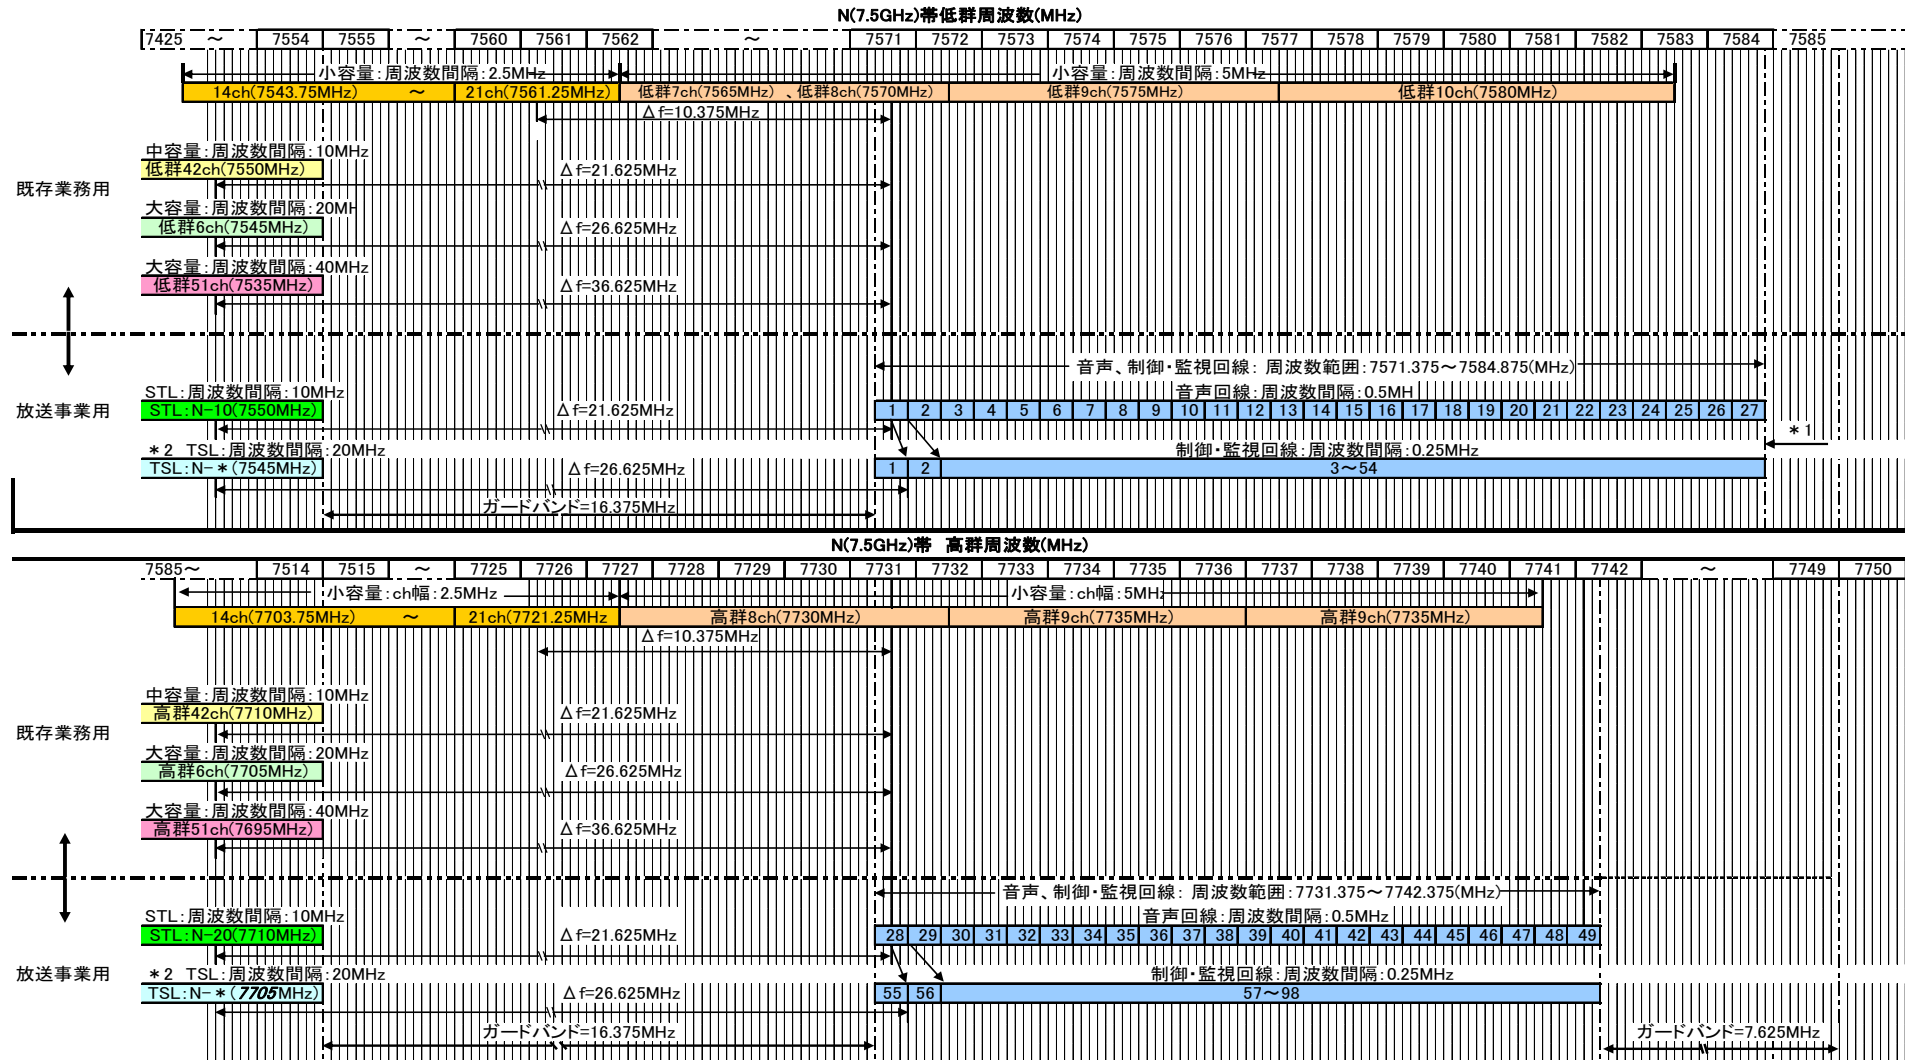 N(7.5GHz)帯低群周波数(MHz)
7425 ～ 7554 7555 ～ 7560 7561 7562 ～ 7571 7572 7573 7574 7575 7576 7577 7578 7579 7580 7581 7582 7583 7584 7585
小容量:周波数間隔:2.5MHz 小容量:周波数間隔:5MHz
14ch(7543.75MHz) ～ 21ch(7561.25MHz) 低群7ch(7565MHz) 、低群8ch(7570MHz) 低群9ch(7575MHz) 低群10ch(7580MHz)
Δf=10.375MHz
中容量:周波数間隔:10MHz
低群42ch(7550MHz) Δf=21.625MHz
既存業務用
大容量:周波数間隔:20MH
低群6ch(7545MHz) Δf=26.625MHz
大容量:周波数間隔:40MHz
低群51ch(7535MHz) Δf=36.625MHz
音声、制御・監視回線: 周波数範囲:7571.375～7584.875(MHz)
STL:周波数間隔:10MHz 音声回線:周波数間隔:0.5MH
放送事業用 STL:N-10(7550MHz) Δf=21.625MHz 1 2 3 4 5 6 7 8 9 10 11 12 13 14 15 16 17 18 19 20 21 22 23 24 25 26 27
＊1
＊2 TSL:周波数間隔:20MHz 制御・監視回線:周波数間隔:0.25MHz
TSL:N-＊(7545MHz) Δf=26.625MHz 1 2 3～54
ガードバンド=16.375MHz
N(7.5GHz)帯 高群周波数(MHz)
7585～ 7514 7515 ～ 7725 7726 7727 7728 7729 7730 7731 7732 7733 7734 7735 7736 7737 7738 7739 7740 7741 7742 ～ 7749 7750
小容量:ch幅:2.5MHz 小容量:ch幅:5MHz
14ch(7703.75MHz) ～ 21ch(7721.25MHz 高群8ch(7730MHz) 高群9ch(7735MHz) 高群9ch(7735MHz)
Δf=10.375MHz
中容量:周波数間隔:10MHz
高群42ch(7710MHz) Δf=21.625MHz
既存業務用
大容量:周波数間隔:20MHz
高群6ch(7705MHz) Δf=26.625MHz
大容量:周波数間隔:40MHz
高群51ch(7695MHz) Δf=36.625MHz
音声、制御・監視回線: 周波数範囲:7731.375～7742.375(MHz)
STL:周波数間隔:10MHz 音声回線:周波数間隔:0.5MHz
STL:N-20(7710MHz) Δf=21.625MHz 28 29 30 31 32 33 34 35 36 37 38 39 40 41 42 43 44 45 46 47 48 49
放送事業用 ＊2 TSL:周波数間隔:20MHz 制御・監視回線:周波数間隔:0.25MHz
TSL:N-＊(7705MHz) Δf=26.625MHz 55 56 57～98
ガードバンド=16.375MHz ガードバンド=7.625MHz